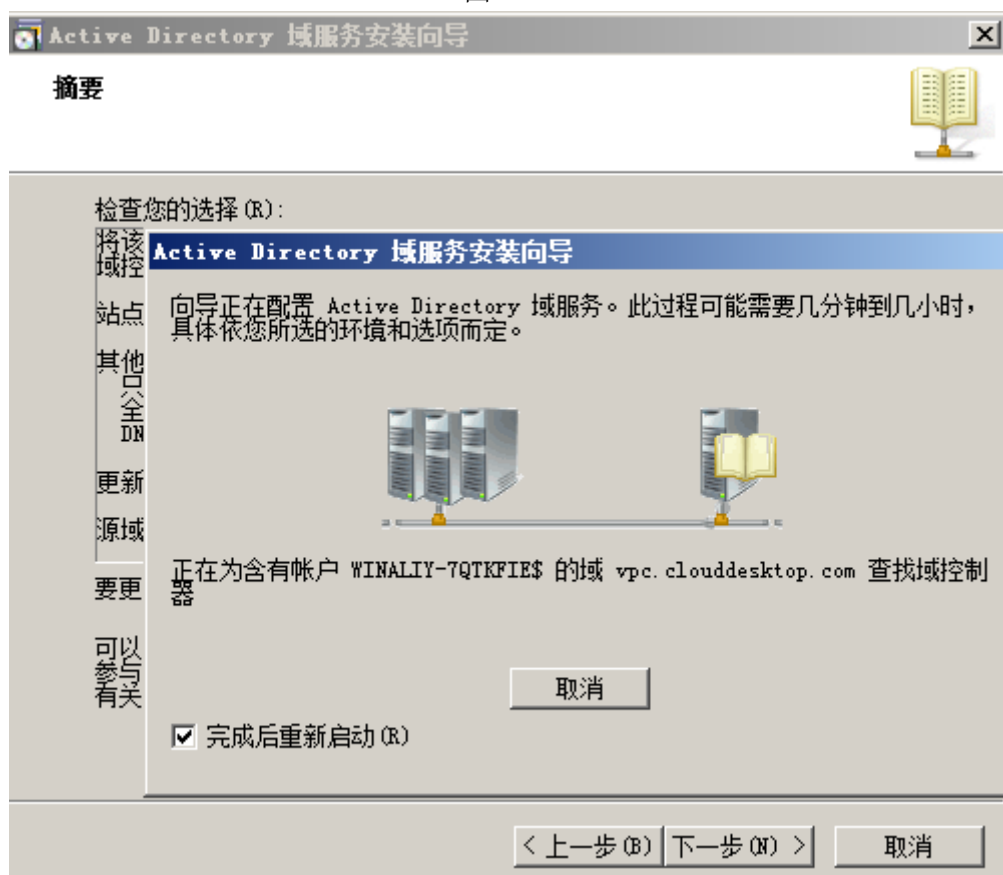 Active Directory 域服务安装向导
摘要
检查您的选择(R):
将该
域控
站点
其他
全
DN
更新
源域
要更
可以
参与
有关
Active Directory 域服务安装向导
向导正在配置 Active Directory 域服务。此过程可能需要几分钟到几小时，
具体依您所选的环境和选项而定。
正在为含有帐户 WINALIY-7QTKFIE$ 的域 vpc.clouddesktop.com 查找域控制
器
取消
完成后重新启动(R)
< 上一步(B)
下一步(N) >
取消